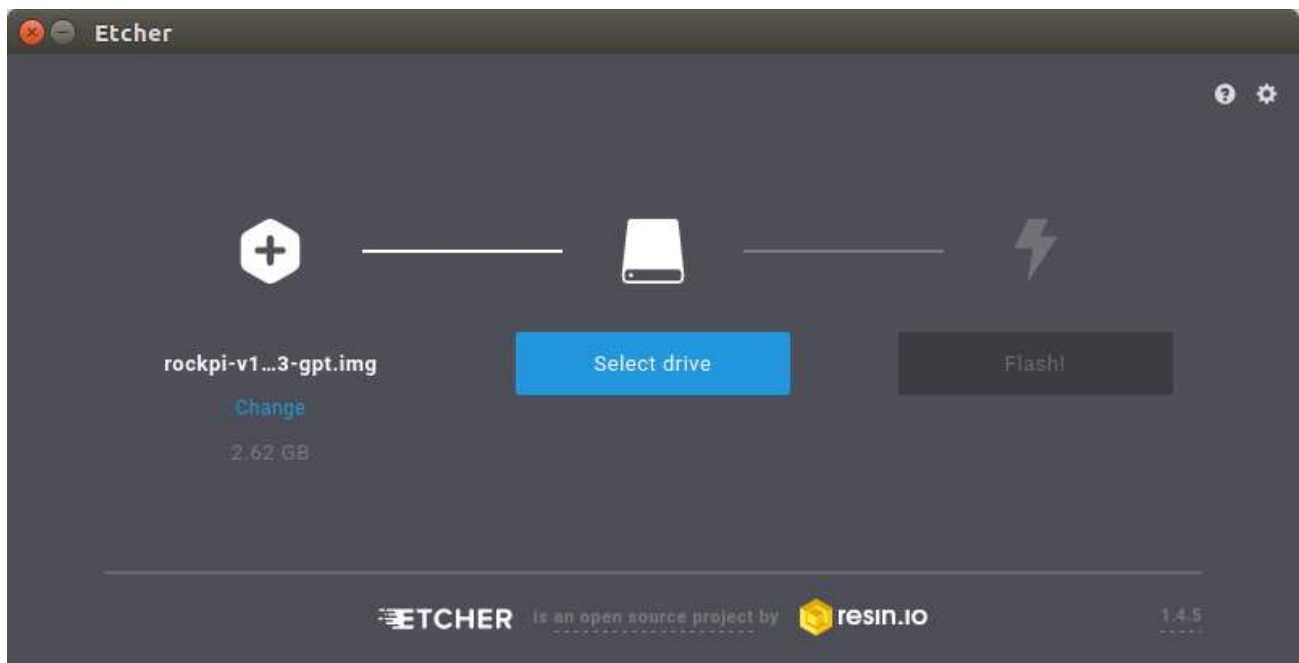 Etcher
rockpi-v1...3-gpt.img
Select drive
Flash!
Change
2.62 GB
ETCHER is an open source project by resin.io 1.4.5